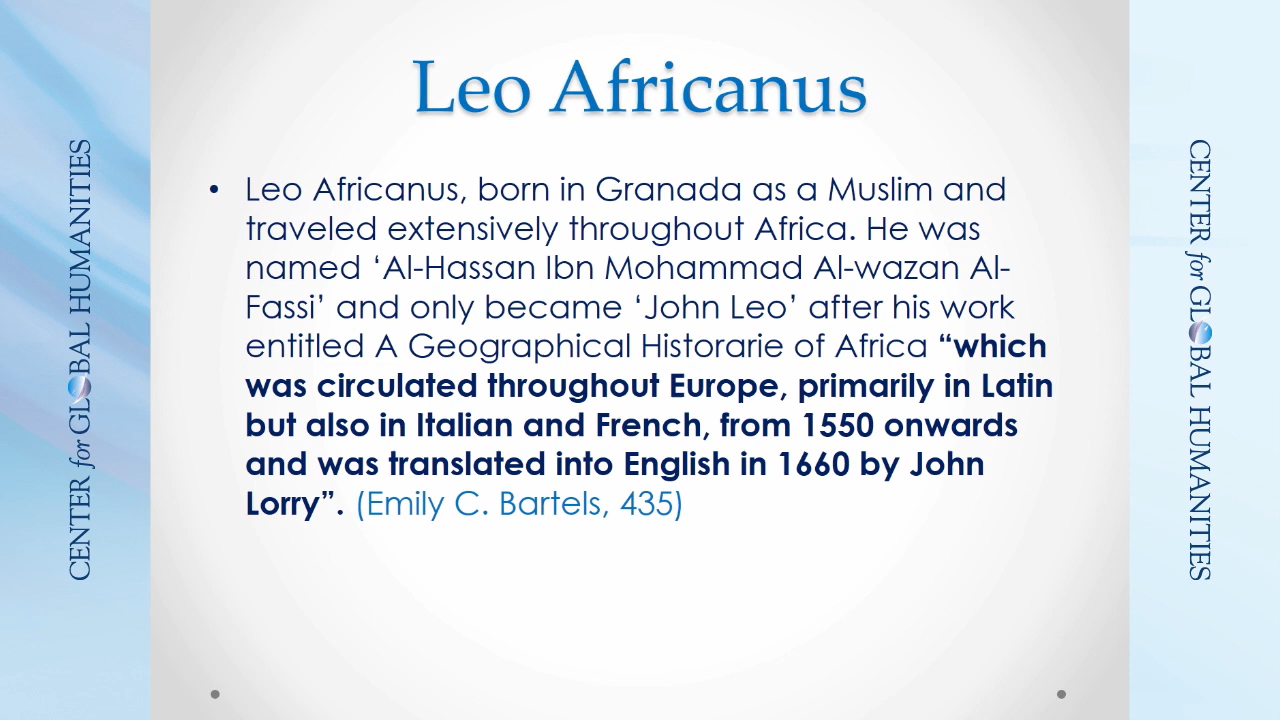 Leo Africanus
• Leo Africanus, born in Granada as a Muslim and
traveled extensively throughout Africa. He was
named ‘Al-Hassan Ibn Mohammad Al-wazan Al-
Fassi’ and only became ‘John Leo’ after his work
entitled A Geographical Historarie of Africa “which
was circulated throughout Europe, primarily in Latin
but also in Italian and French, from 1550 onwards
and was translated into English in 1660 by John
Lorry”. (Emily C. Bartels, 435)
CENTER for GLOBAL HUMANITIES
CENTER for GLOBAL HUMANITIES